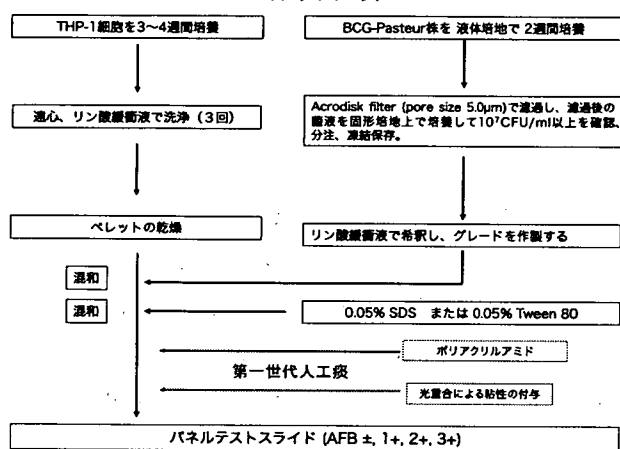 THP-1細胞を3〜4週間培養
BCG-Pasteur株を 液体培地で 2週間培養
遠心、リン酸緩衝液で洗浄（3回）
Acrodisk filter (pore size 5.0μm)で濾過し、濾過後の
菌液を固形培地上で培養して10⁷CFU/ml以上を確認、
分注、凍結保存。
ペレットの乾燥
リン酸緩衝液で希釈し、グレードを作製する
混和
混和
0.05% SDS または 0.05% Tween 80
ポリアクリルアミド
第一世代人工痰
光重合による粘性の付与
パネルテストスライド (AFB ±, 1+, 2+, 3+)